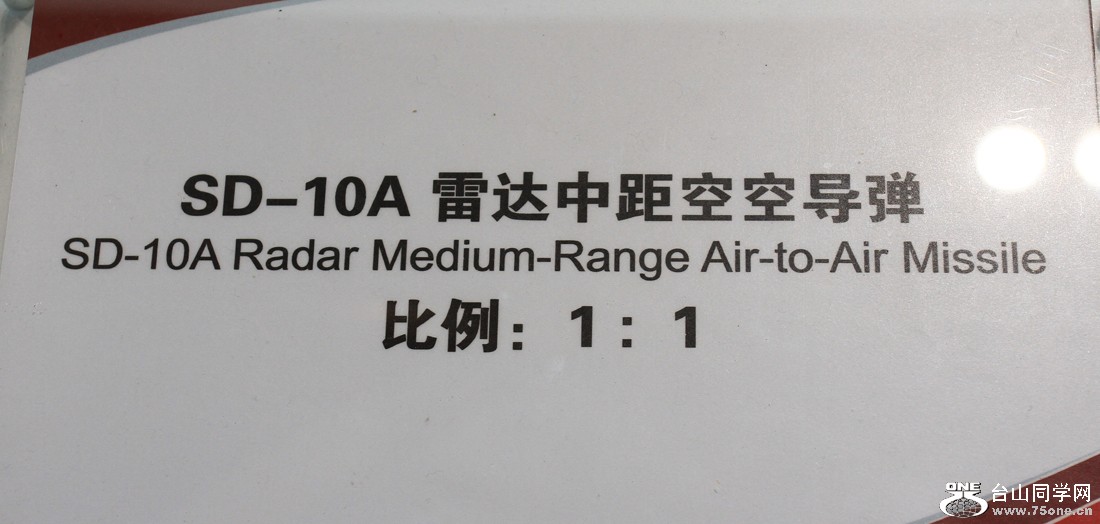 SD-10A 雷达中距空空导弹
SD-10A Radar Medium-Range Air-to-Air Missile
比例：1：1
ONE 台山同学网
www.75one.cn